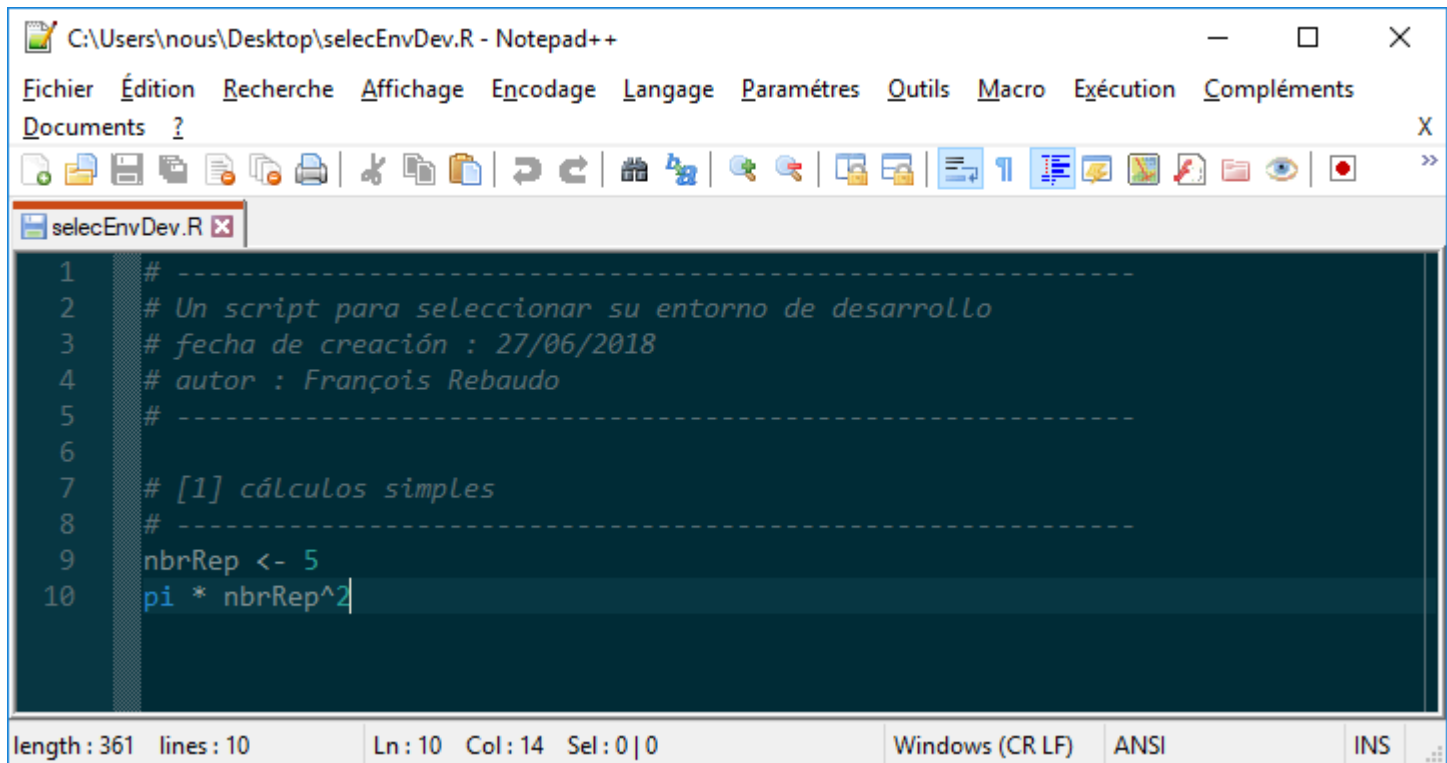 C:\Users\nous\Desktop\selecEnvDev.R - Notepad++
Fichier Édition Recherche Affichage Encodage Langage Paramétres Outils Macro Exécution Compléments
Documents ? X
selecEnvDev.R
1 # ------------------------------------------------------------
2 # Un script para seleccionar su entorno de desarrollo
3 # fecha de creación : 27/06/2018
4 # autor : François Rebaudo
5 # ------------------------------------------------------------
6
7 # [1] cálculos simples
8 # ------------------------------------------------------------
9 nbrRep <- 5
10 pi * nbrRep^2
length : 361 lines : 10 Ln : 10 Col : 14 Sel : 0 | 0 Windows (CR LF) ANSI INS